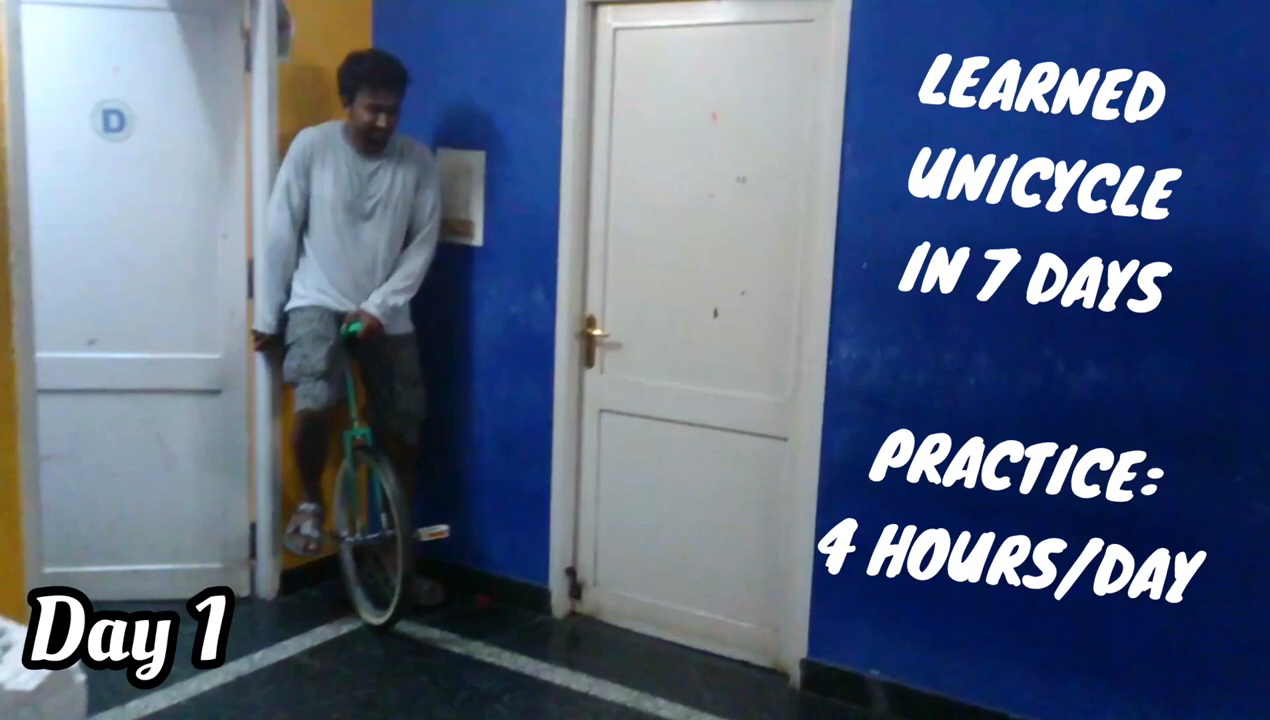 D
LEARNED
UNICYCLE
IN 7 DAYS
PRACTICE:
4 HOURS/DAY
Day 1